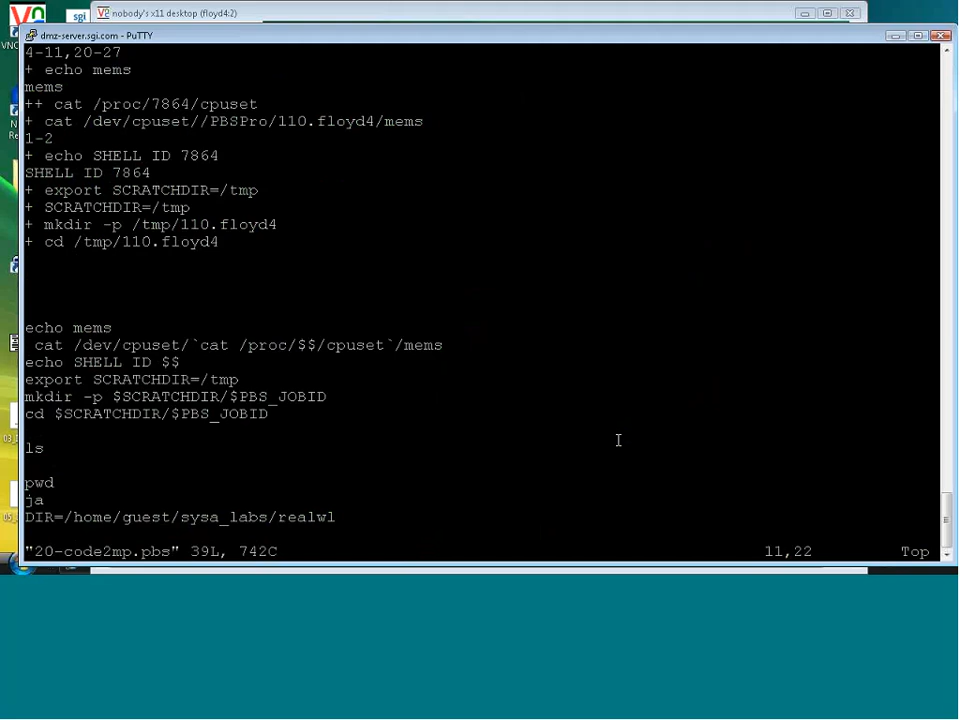 sgi
nobody's x11 desktop (floyd4:2)
dmz-server.sgi.com - PuTTY
4-11,20-27
+ echo mems
mems
++ cat /proc/7864/cpuset
+ cat /dev/cpuset//PBSPro/110.floyd4/mems
1-2
+ echo SHELL ID 7864
SHELL ID 7864
+ export SCRATCHDIR=/tmp
+ SCRATCHDIR=/tmp
+ mkdir -p /tmp/110.floyd4
+ cd /tmp/110.floyd4
echo mems
cat /dev/cpuset/`cat /proc/$$/cpuset`/mems
echo SHELL ID $$
export SCRATCHDIR=/tmp
mkdir -p $SCRATCHDIR/$PBS_JOBID
cd $SCRATCHDIR/$PBS_JOBID
ls
pwd
ja
DIR=/home/guest/sysa_labs/realwl
"20-code2mp.pbs" 39L, 742C 11,22 Top